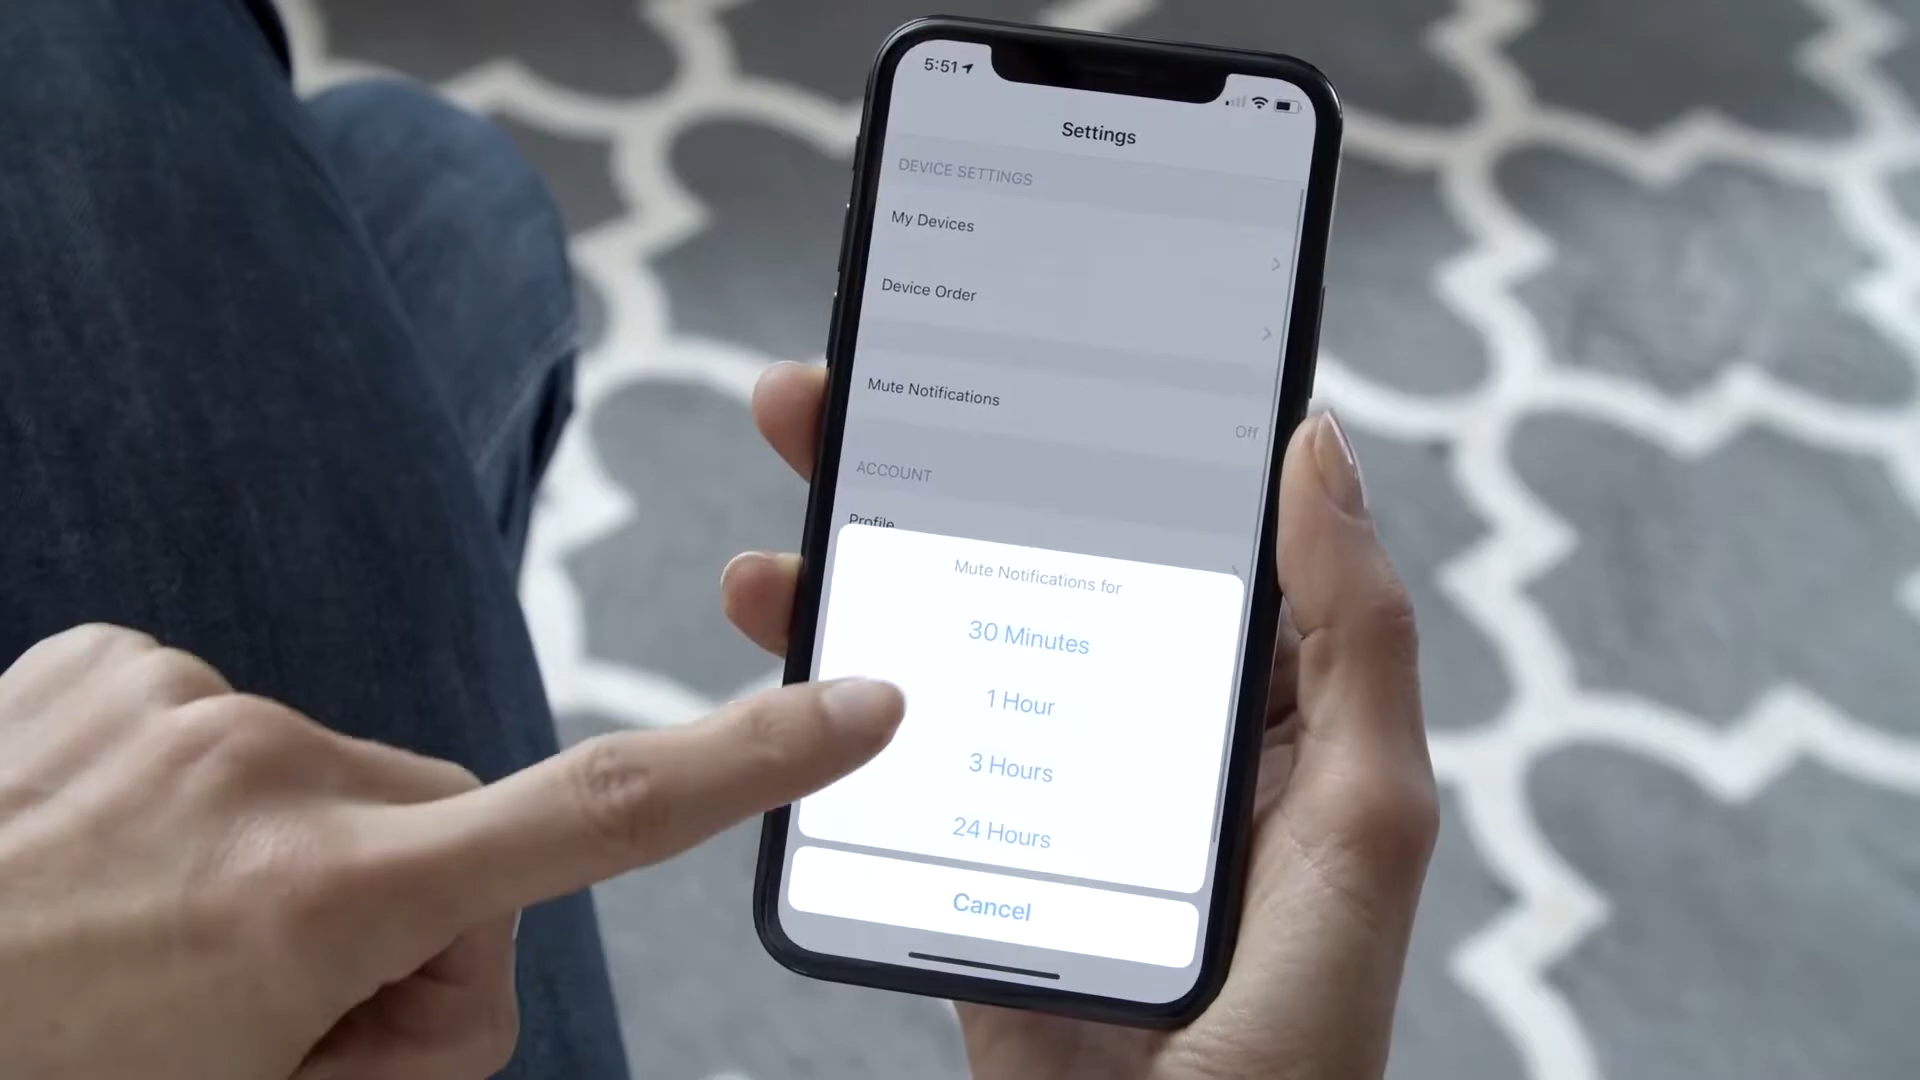 5:51
Settings
DEVICE SETTINGS
My Devices
Device Order
Mute Notifications
Off
ACCOUNT
Profile
Mute Notifications for
30 Minutes
1 Hour
3 Hours
24 Hours
Cancel